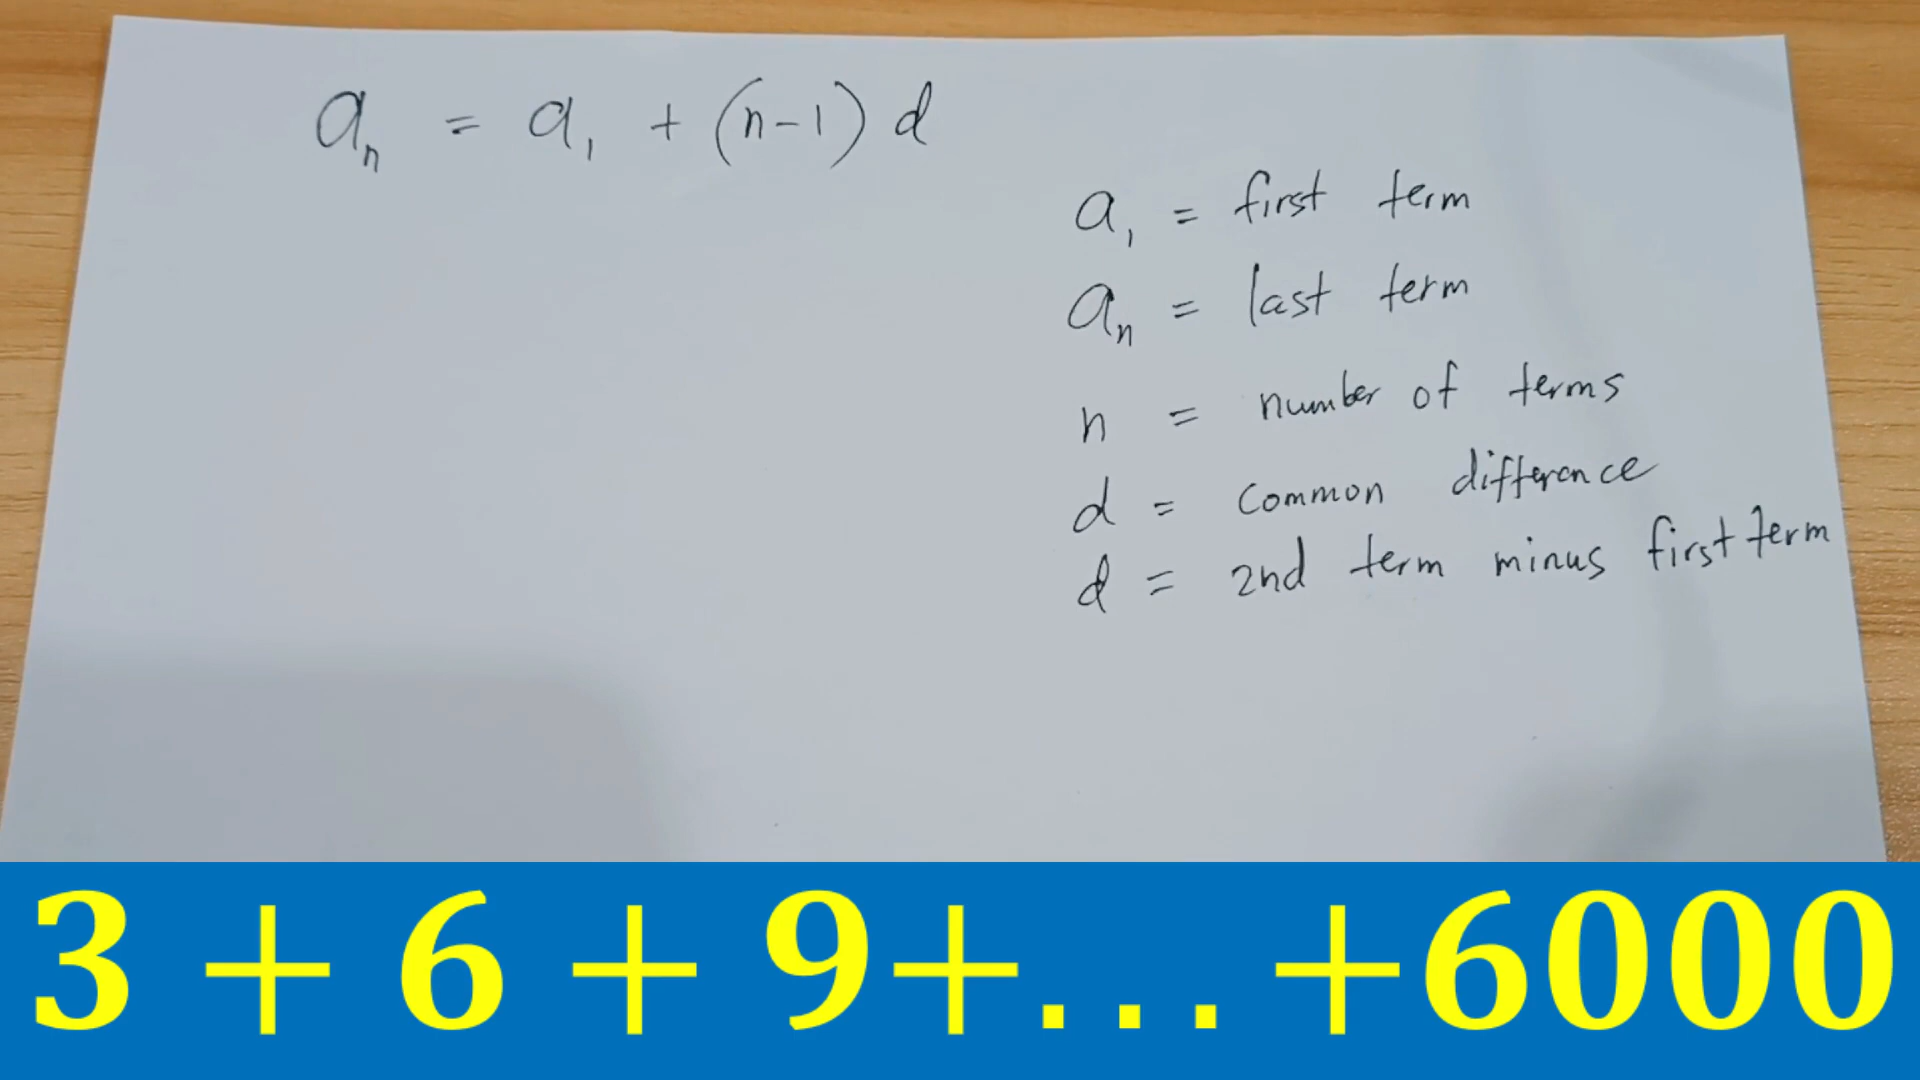 aₙ = a₁ + (n-1) d
a₁ = first term
aₙ = last term
n = number of terms
d = common difference
d = 2nd term minus first term
3 + 6 + 9+. . . +6000